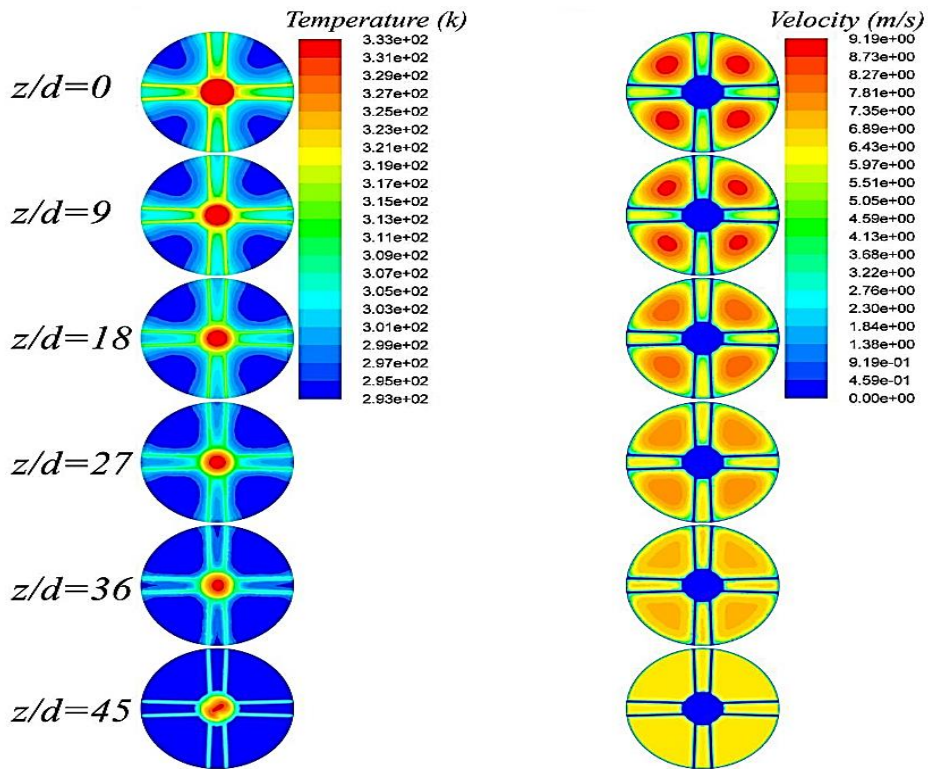 Temperature (k)
3.33e+02
3.31e+02
3.29e+02
3.27e+02
3.25e+02
3.23e+02
3.21e+02
3.19e+02
3.17e+02
3.15e+02
3.13e+02
3.11e+02
3.09e+02
3.07e+02
3.05e+02
3.03e+02
3.01e+02
2.99e+02
2.97e+02
2.95e+02
2.93e+02
Velocity (m/s)
9.19e+00
8.73e+00
8.27e+00
7.81e+00
7.35e+00
6.89e+00
6.43e+00
5.97e+00
5.51e+00
5.05e+00
4.59e+00
4.13e+00
3.68e+00
3.22e+00
2.76e+00
2.30e+00
1.84e+00
1.38e+00
9.19e-01
4.59e-01
0.00e+00
z/d=0
z/d=9
z/d=18
z/d=27
z/d=36
z/d=45